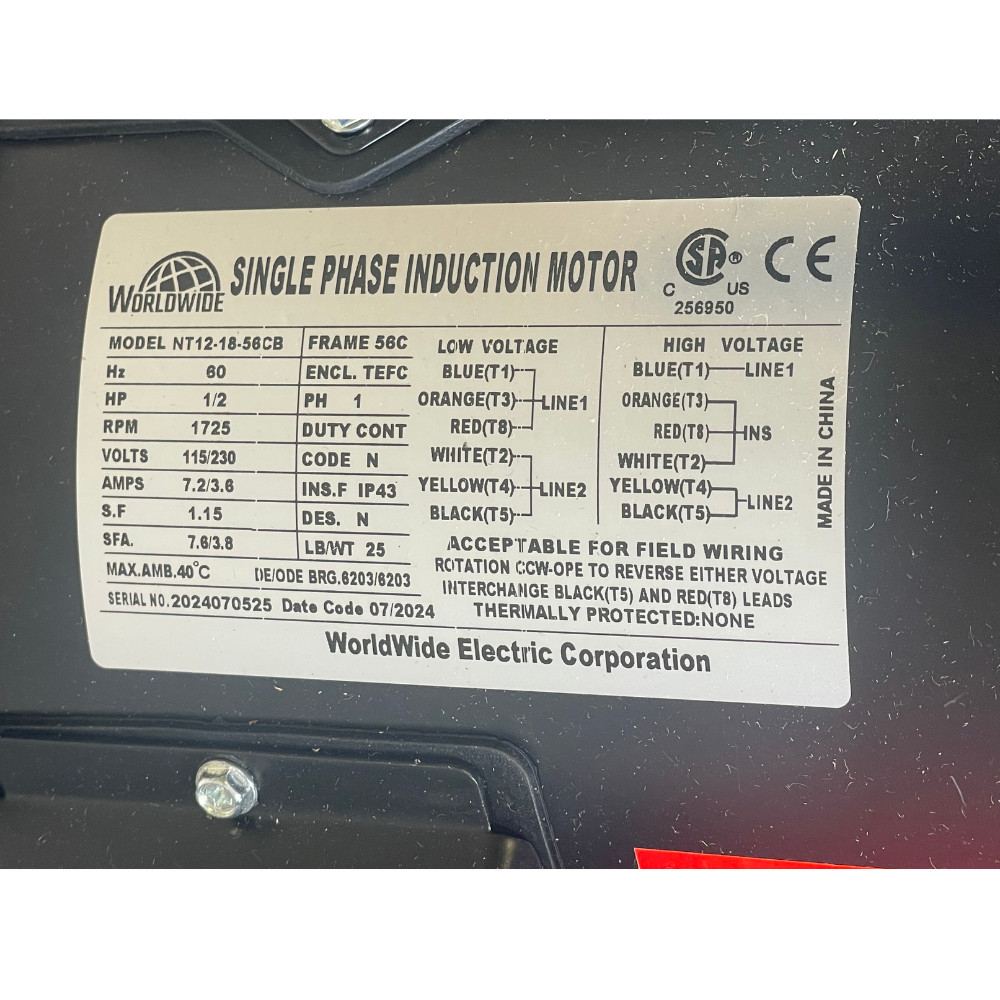 WORLDWIDE SINGLE PHASE INDUCTION MOTOR
C SA ® US CE
256950
MODEL NT12-18-56CB FRAME 56C
Hz 60 ENCL. TEFC
HP 1/2 PH 1
RPM 1725 DUTY CONT
VOLTS 115/230 CODE N
AMPS 7.2/3.6 INS.F IP43
S.F 1.15 DES. N
SFA. 7.6/3.8 LB/WT 25
MAX.AMB.40°C DE/ODE BRG.6203/6203
SERIAL NO.2024070525 Date Code 07/2024
LOW VOLTAGE
BLUE(T1)
ORANGE(T3) LINE1
RED(T8)
WHITE(T2)
YELLOW(T4) LINE2
BLACK(T5)
HIGH VOLTAGE
BLUE(T1) LINE1
ORANGE(T3)
RED(T8) INS
WHITE(T2)
YELLOW(T4)
LINE2
BLACK(T5)
MADE IN CHINA
ACCEPTABLE FOR FIELD WIRING
ROTATION CCW-OPE TO REVERSE EITHER VOLTAGE
INTERCHANGE BLACK(T5) AND RED(T8) LEADS
THERMALLY PROTECTED:NONE
WorldWide Electric Corporation